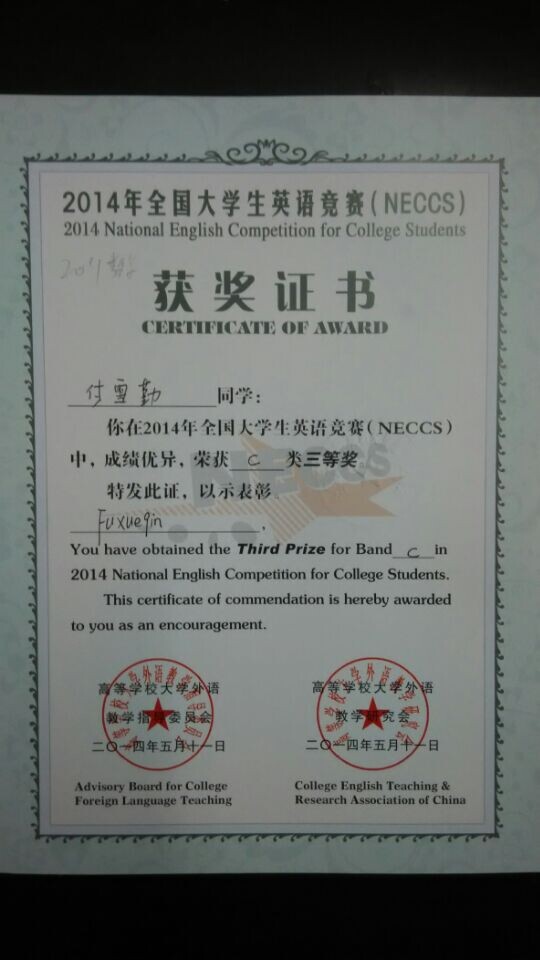 2014年全国大学生英语竞赛(NECCS)
2014 National English Competition for College Students
获奖证书
CERTIFICATE OF AWARD
付雪勤 同学:
你在2014年全国大学生英语竞赛(NECCS)
中,成绩优异,荣获 C 类三等奖
特发此证,以示表彰。
Fuxueqin,
You have obtained the Third Prize for Band C in
2014 National English Competition for College Students.
This certificate of commendation is hereby awarded
to you as an encouragement.
高等学校大学外语
教学指导委员会
二〇一四年五月十一日
Advisory Board for College
Foreign Language Teaching
高等学校大学外语
教学研究会
二〇一四年五月十一日
College English Teaching &
Research Association of China